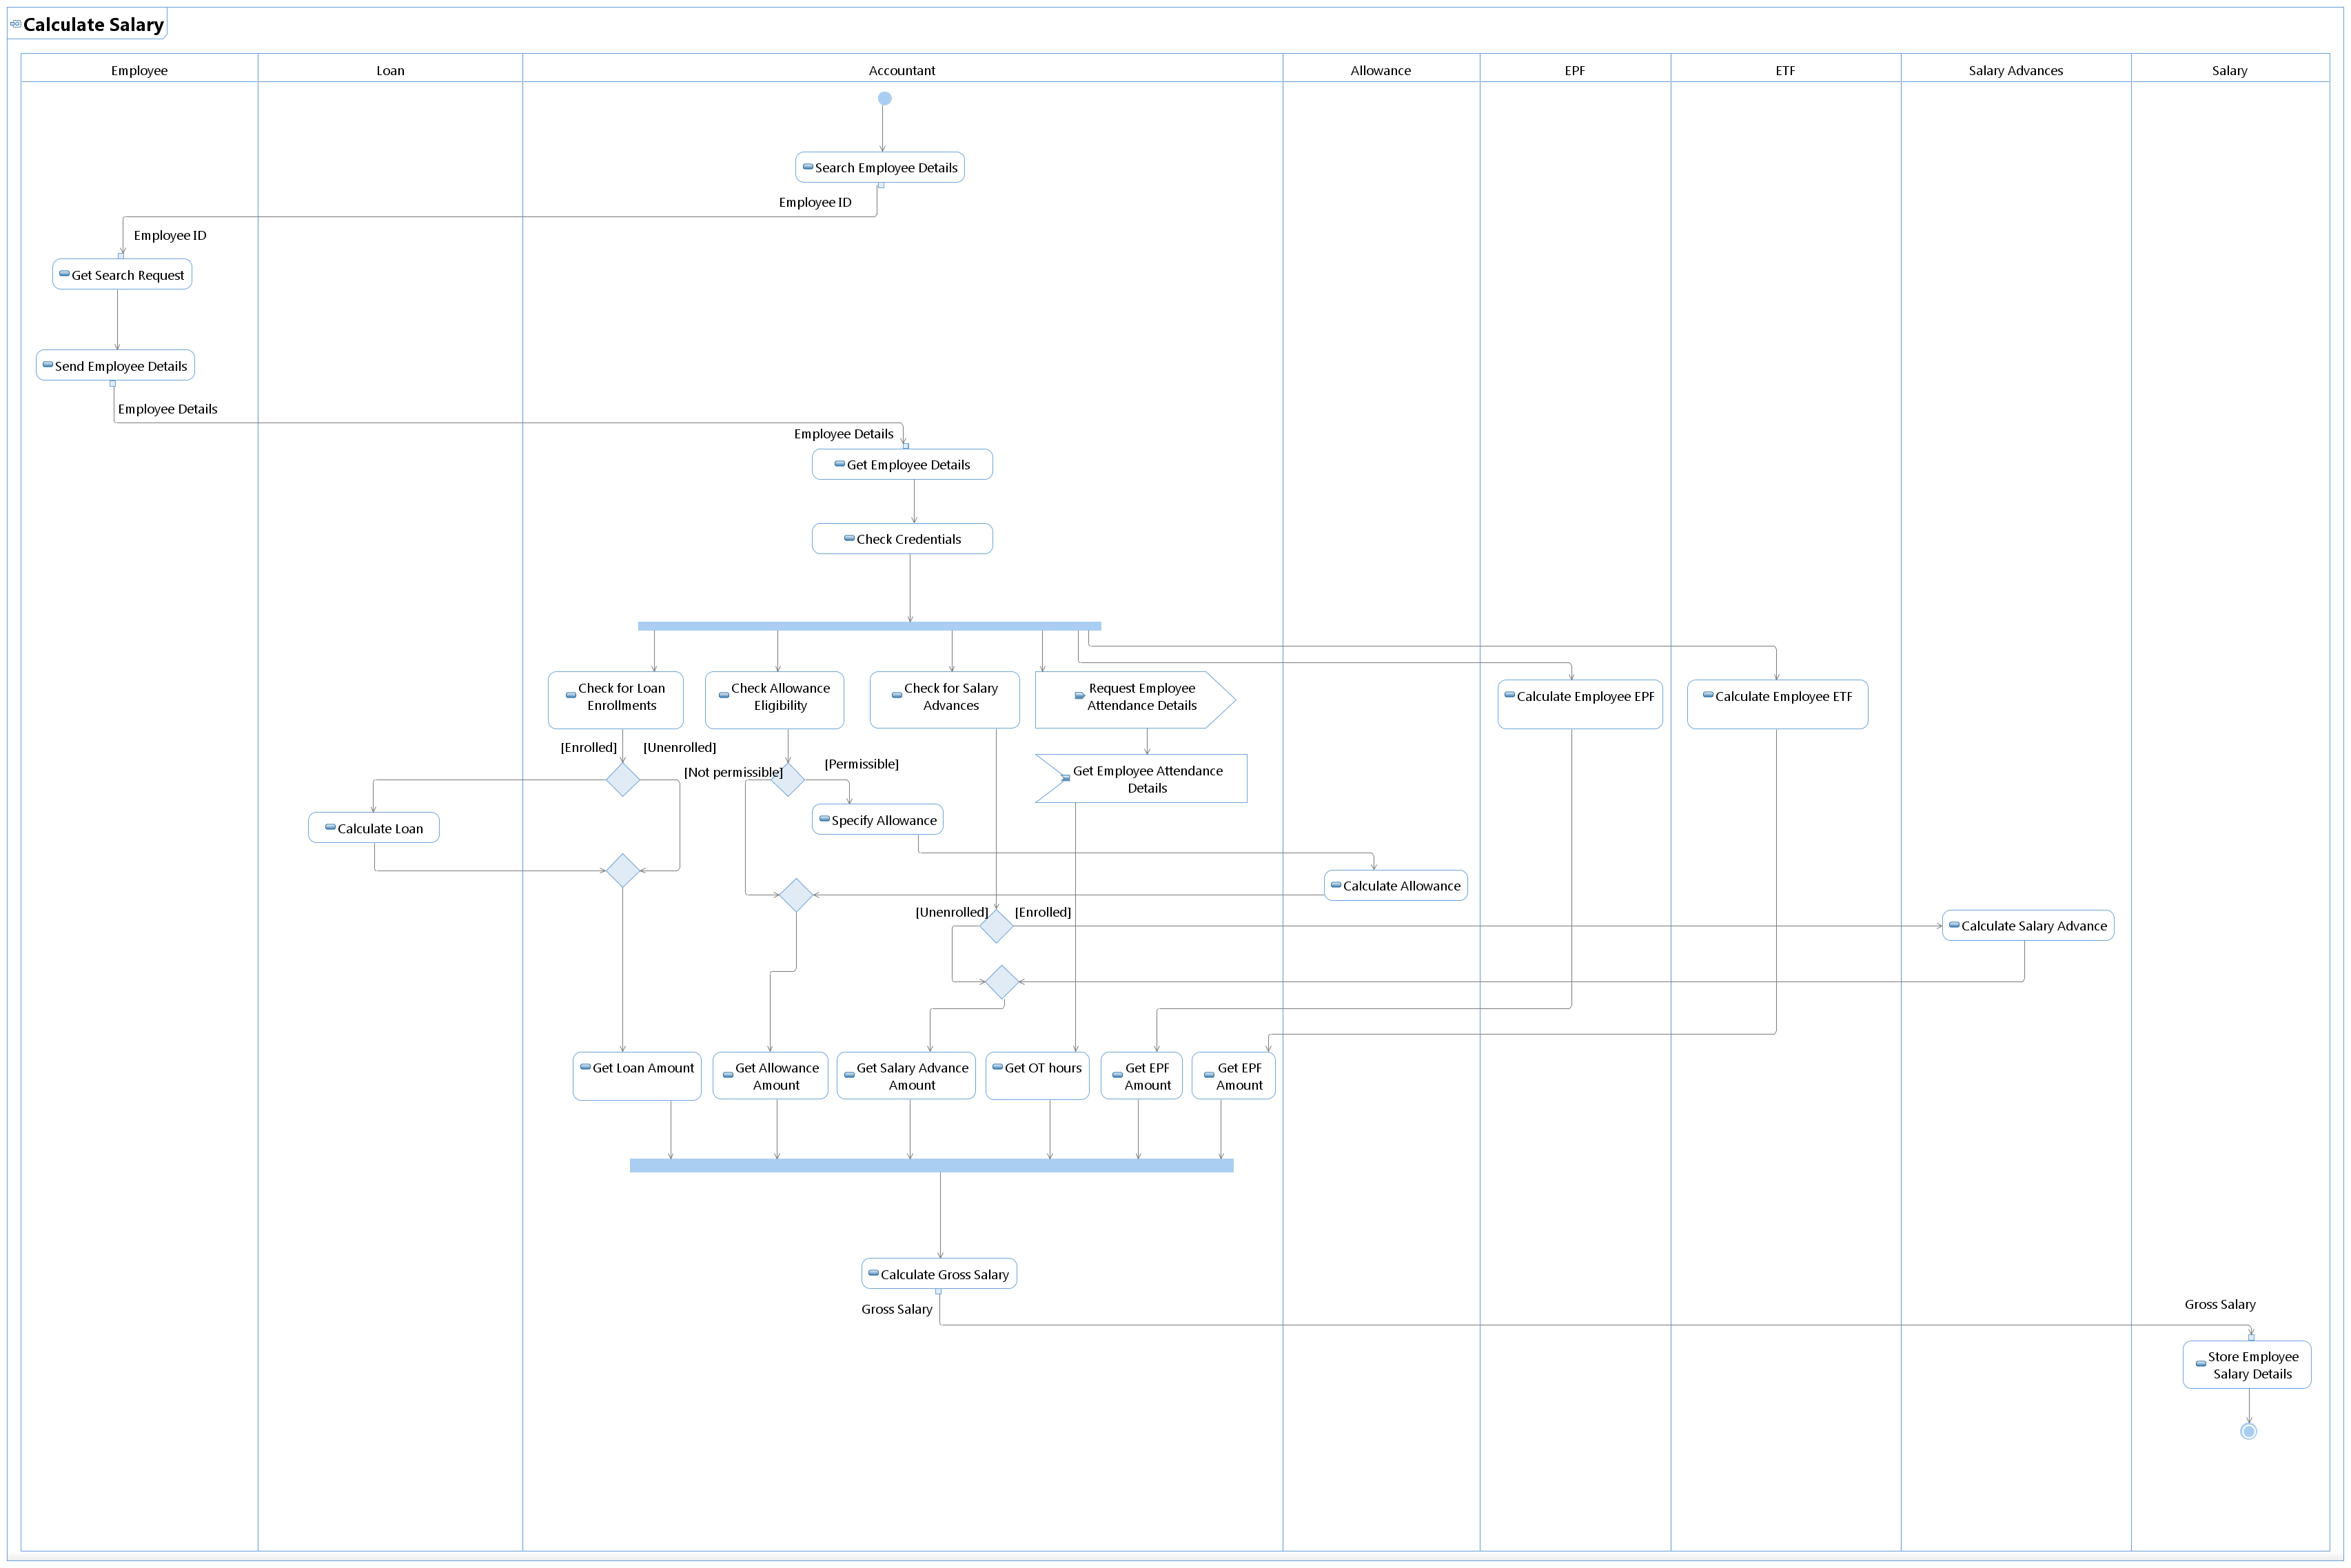 Calculate Salary
Employee
Loan
Accountant
Allowance
EPF
ETF
Salary Advances
Salary
Search Employee Details
Employee ID
Employee ID
Get Search Request
Send Employee Details
Employee Details
Employee Details
Get Employee Details
Check Credentials
Check for Loan
Enrollments
Check Allowance
Eligibility
Check for Salary
Advances
Request Employee
Attendance Details
Calculate Employee EPF
Calculate Employee ETF
[Enrolled]
[Unenrolled]
[Not permissible]
[Permissible]
Get Employee Attendance
Details
Calculate Loan
Specify Allowance
Calculate Allowance
[Unenrolled]
[Enrolled]
Calculate Salary Advance
Get Loan Amount
Get Allowance
Amount
Get Salary Advance
Amount
Get OT hours
Get EPF
Amount
Get EPF
Amount
Calculate Gross Salary
Gross Salary
Gross Salary
Store Employee
Salary Details